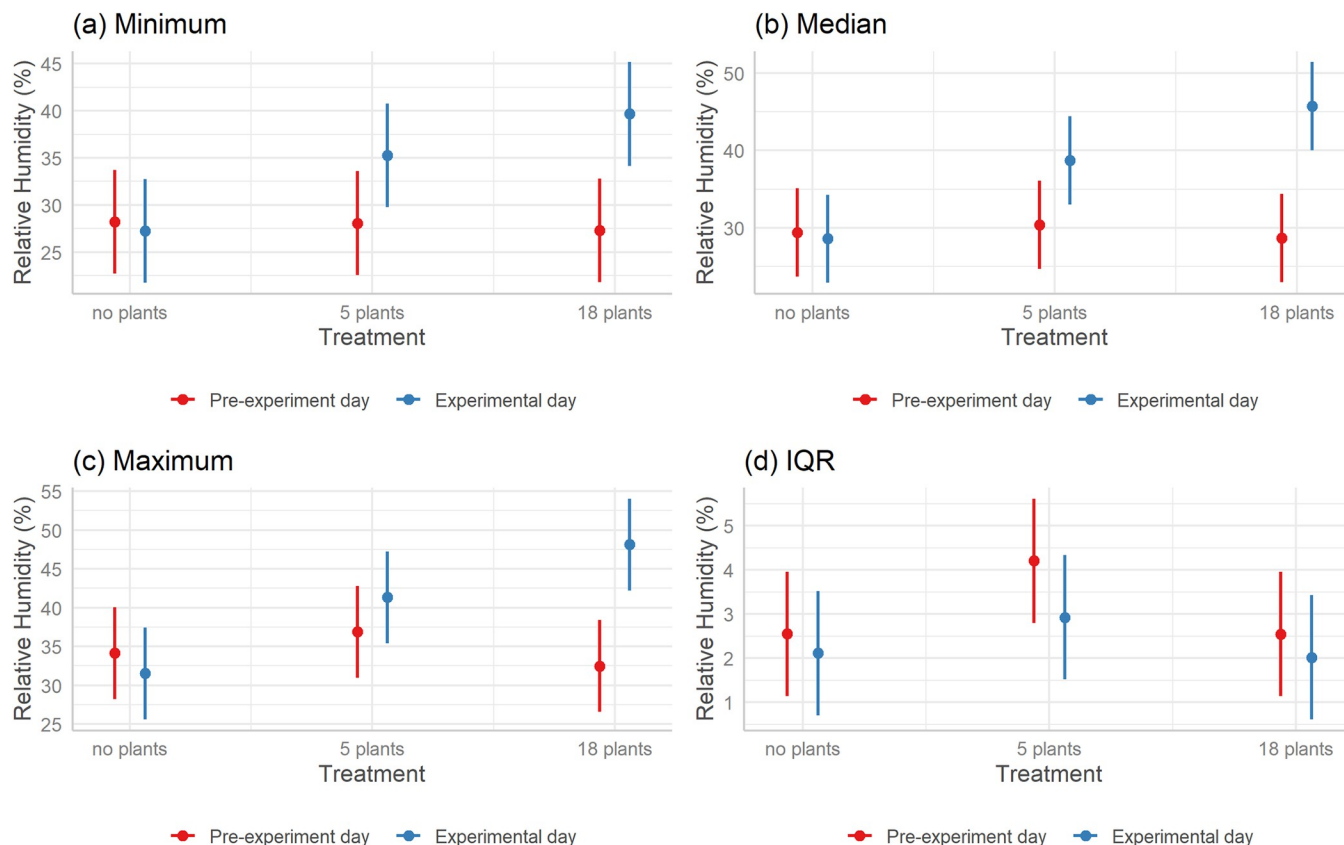 (a) Minimum
Relative Humidity (%)
45
40
35
30
25
no plants 5 plants 18 plants
Treatment
Pre-experiment day Experimental day
(b) Median
Relative Humidity (%)
50
40
30
no plants 5 plants 18 plants
Treatment
Pre-experiment day Experimental day
(c) Maximum
Relative Humidity (%)
55
50
45
40
35
30
25
no plants 5 plants 18 plants
Treatment
Pre-experiment day Experimental day
(d) IQR
Relative Humidity (%)
5
4
3
2
1
no plants 5 plants 18 plants
Treatment
Pre-experiment day Experimental day